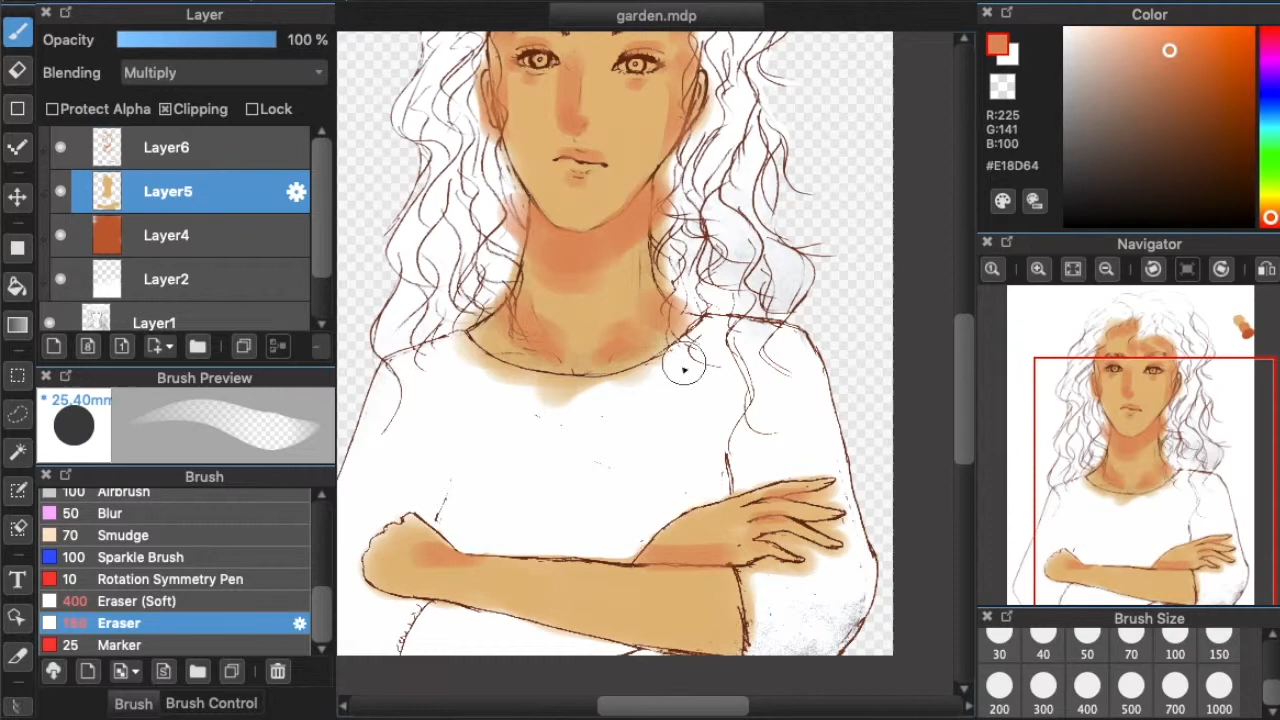 Layer
Opacity 100 %
Blending Multiply
Protect Alpha Clipping Lock
Layer6
Layer5
Layer4
Layer2
Layer1
Brush Preview
* 25.40mm
Brush
100 Airbrush
50 Blur
70 Smudge
100 Sparkle Brush
10 Rotation Symmetry Pen
400 Eraser (Soft)
150 Eraser
25 Marker
Brush Brush Control
garden.mdp
Color
R:225
G:141
B:100
#E18D64
Navigator
Brush Size
30 40 50 70 100 150
200 300 400 500 700 1000